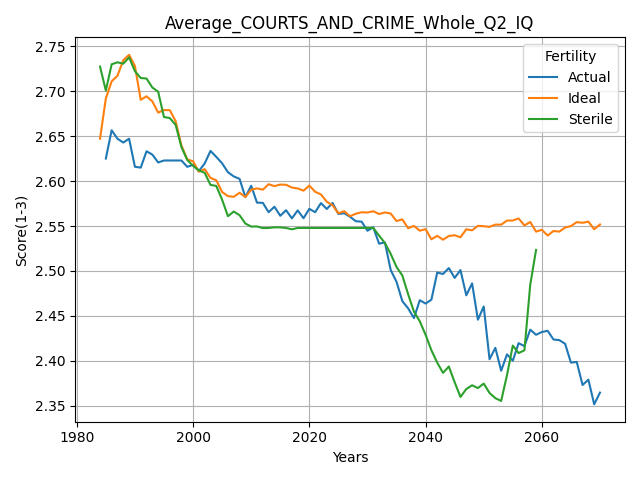 Average_COURTS_AND_CRIME_Whole_Q2_IQ
Fertility
Actual
Ideal
Sterile
Score(1-3)
2.75
2.70
2.65
2.60
2.55
2.50
2.45
2.40
2.35
1980 2000 2020 2040 2060
Years